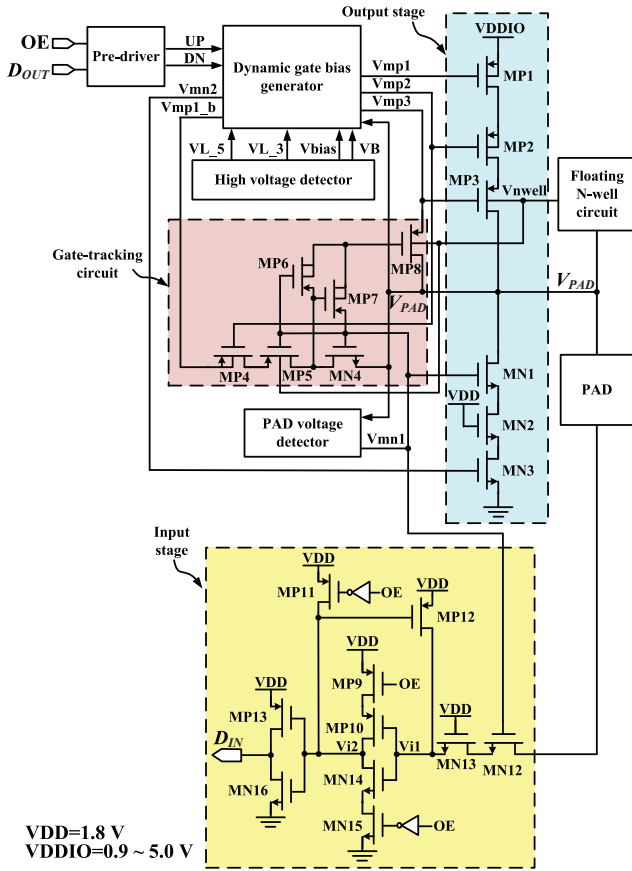 Output stage
VDDIO
OE
D_OUT
Pre-driver
UP
DN
Dynamic gate bias generator
Vmn2
Vmp1_b
Vmp1
Vmp2
Vmp3
MP1
MP2
MP3
Vnwell
Floating N-well circuit
VL_5
VL_3
Vbias
VB
High voltage detector
Gate-tracking circuit
MP6
MP7
MP8
V_PAD
V_PAD
MP4
MP5
MN4
MN1
VDD
MN2
MN3
PAD
PAD voltage detector
Vmn1
Input stage
VDD
MP11
OE
VDD
MP12
VDD
MP9
OE
VDD
MP13
MP10
VDD
D_IN
Vi2
Vi1
MN13
MN12
MN16
MN14
MN15
OE
VDD=1.8 V
VDDIO=0.9 ~ 5.0 V